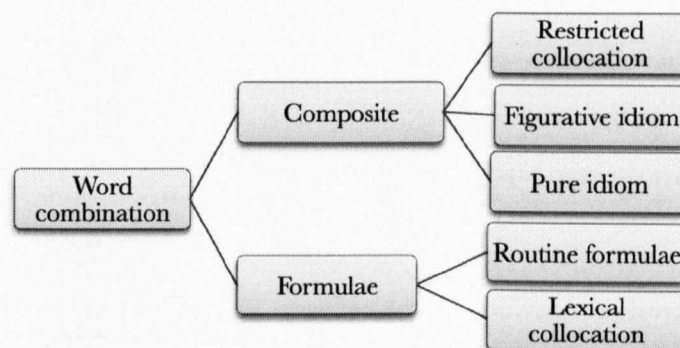 Restricted
collocation
Composite
Figurative idiom
Pure idiom
Word
combination
Formulae
Routine formulae
Lexical
collocation